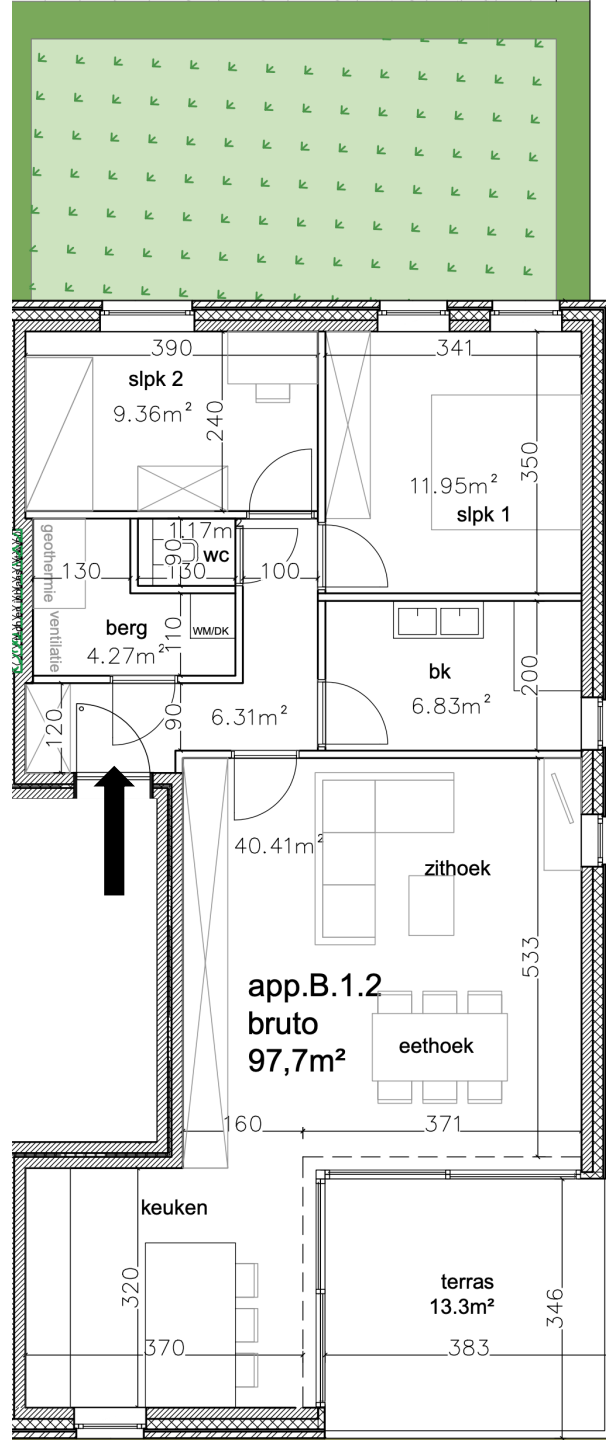 390
341
slpk 2
9.36m²
240
350
11.95m²
slpk 1
1.17m
90
wc
130
130
100
geothermie ventilatie
berg
4.27m²
110
WM/DK
bk
6.83m²
200
120
90
6.31m²
40.41m²
zithoek
533
app.B.1.2
bruto
97,7m²
eethoek
160
371
keuken
320
370
terras
13.3m²
346
383